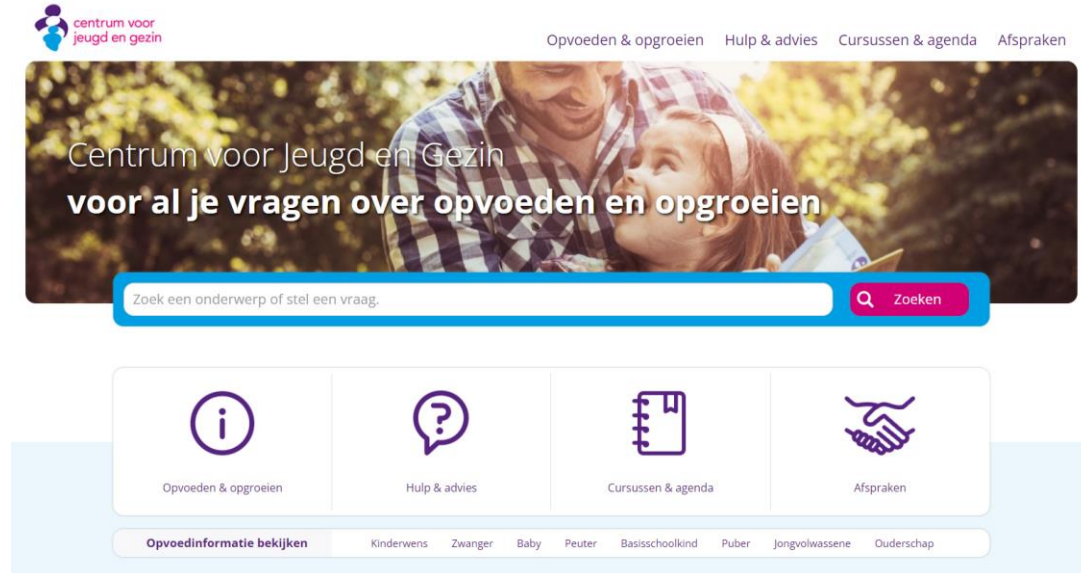 centrum voor
jeugd en gezin
Opvoeden & opgroeien Hulp & advies Cursussen & agenda Afspraken
Centrum voor Jeugd en Gezin
voor al je vragen over opvoeden en opgroeien
Zoek een onderwerp of stel een vraag.
Zoeken
Opvoeden & opgroeien Hulp & advies Cursussen & agenda Afspraken
Opvoedinformatie bekijken Kinderwens Zwanger Baby Peuter Basisschoolkind Puber Jongvolwassene Ouderschap